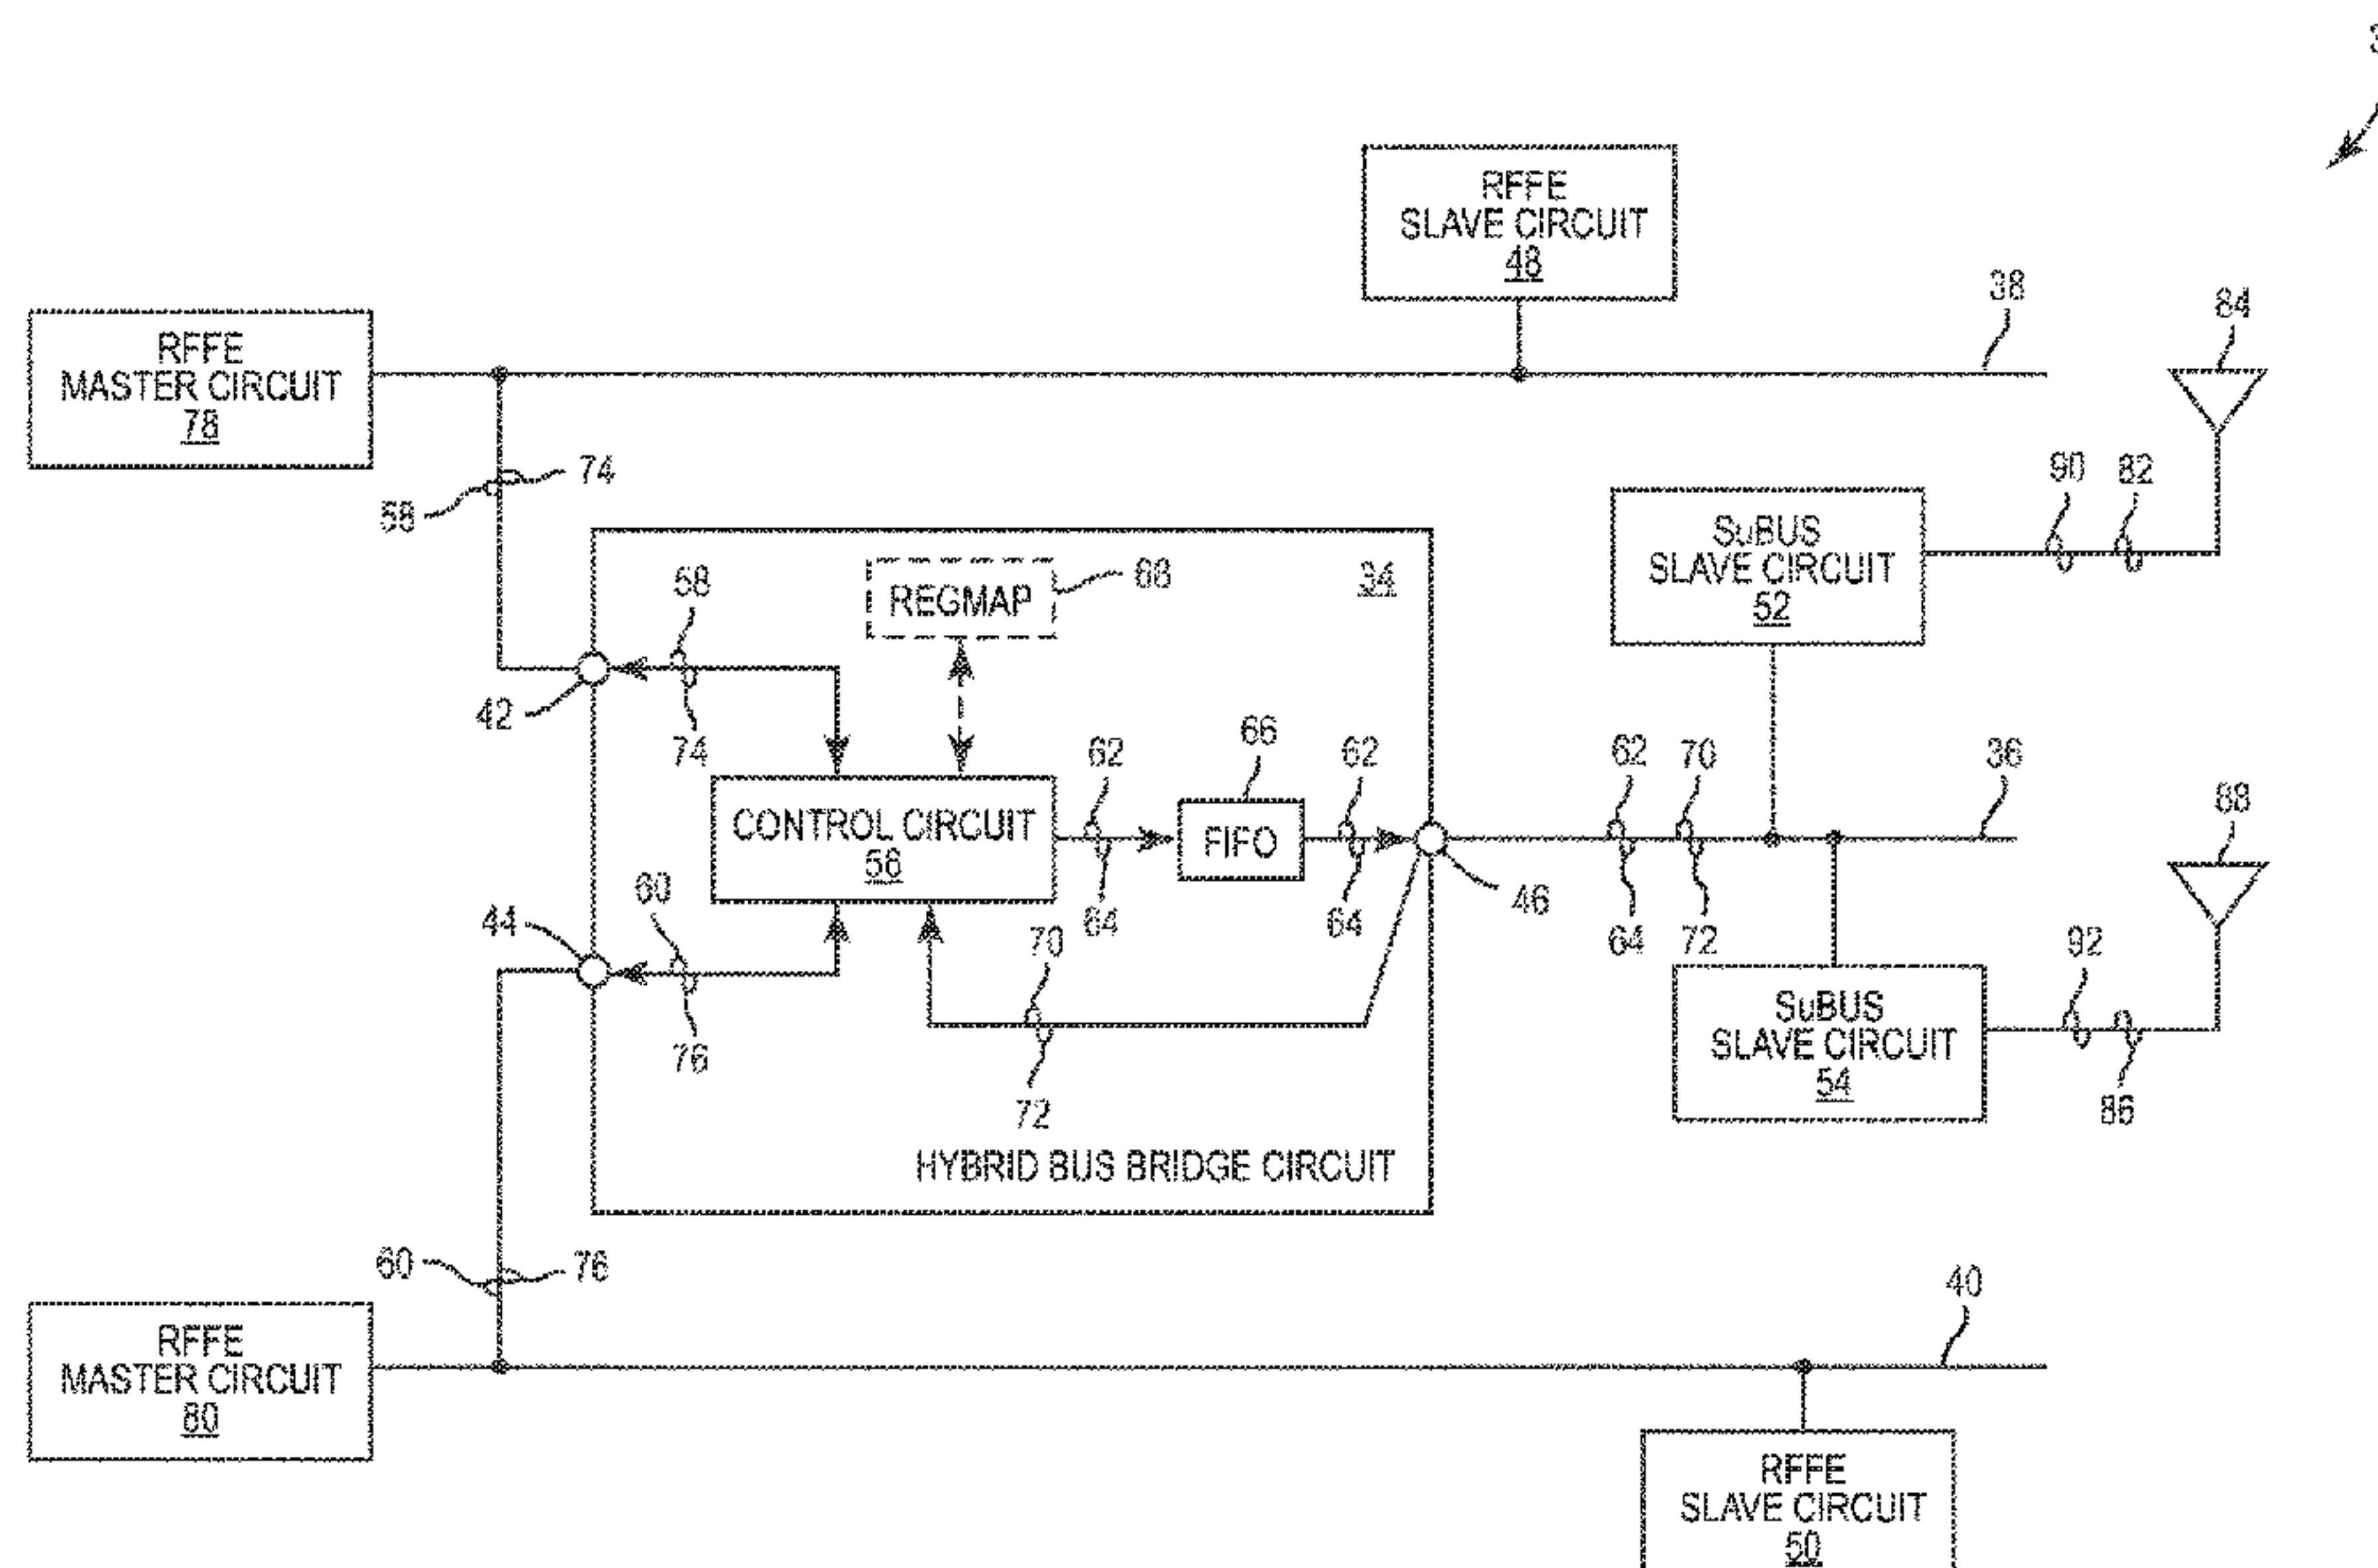 3
RFFE
SLAVE CIRCUIT
48
38
84
RFFE
MASTER CIRCUIT
78
74
58
90
82
SuBUS
SLAVE CIRCUIT
52
58
REGMAP
68
34
42
74
62
66
62
62
70
36
88
CONTROL CIRCUIT
56
FIFO
60
44
64
64
46
64
72
70
92
76
SuBUS
SLAVE CIRCUIT
54
72
86
HYBRID BUS BRIDGE CIRCUIT
60
76
40
RFFE
MASTER CIRCUIT
80
RFFE
SLAVE CIRCUIT
50